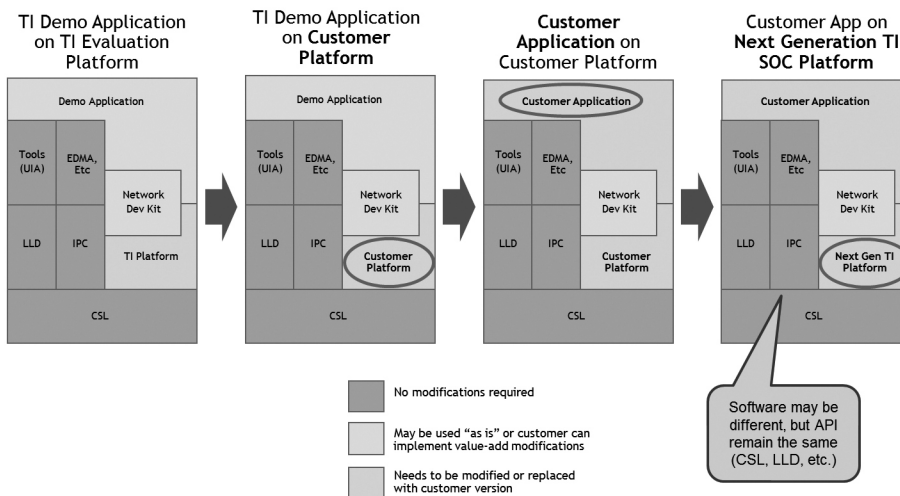 TI Demo Application
on TI Evaluation
Platform
Demo Application
Tools
(UIA)
EDMA,
Etc
Network
Dev Kit
LLD
IPC
TI Platform
CSL
TI Demo Application
on Customer
Platform
Demo Application
Tools
(UIA)
EDMA,
Etc
Network
Dev Kit
LLD
IPC
Customer
Platform
CSL
Customer
Application on
Customer Platform
Customer Application
Tools
(UIA)
EDMA,
Etc
Network
Dev Kit
LLD
IPC
Customer
Platform
CSL
Customer App on
Next Generation TI
SOC Platform
Customer Application
Tools
(UIA)
EDMA,
Etc
Network
Dev Kit
LLD
IPC
Next Gen TI
Platform
CSL
No modifications required
May be used “as is” or customer can
implement value-add modifications
Needs to be modified or replaced
with customer version
Software may be
different, but API
remain the same
(CSL, LLD, etc.)